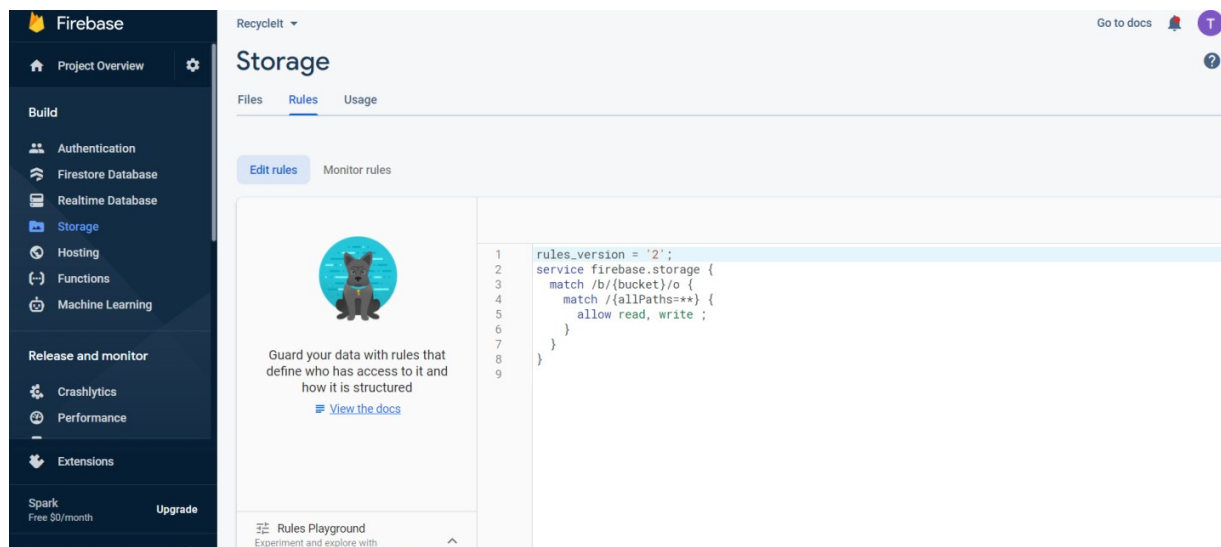 Firebase
Project Overview
Build
Authentication
Firestore Database
Realtime Database
Storage
Hosting
Functions
Machine Learning
Release and monitor
Crashlytics
Performance
Extensions
Spark
Free $0/month
Upgrade
RecycleIt
Go to docs
T
Storage
?
Files Rules Usage
Edit rules Monitor rules
Guard your data with rules that
define who has access to it and
how it is structured
View the docs
Rules Playground
Experiment and explore with
1 rules_version = '2';
2 service firebase.storage {
3 match /b/{bucket}/o {
4 match /{allPaths=**} {
5 allow read, write ;
6 }
7 }
8 }
9